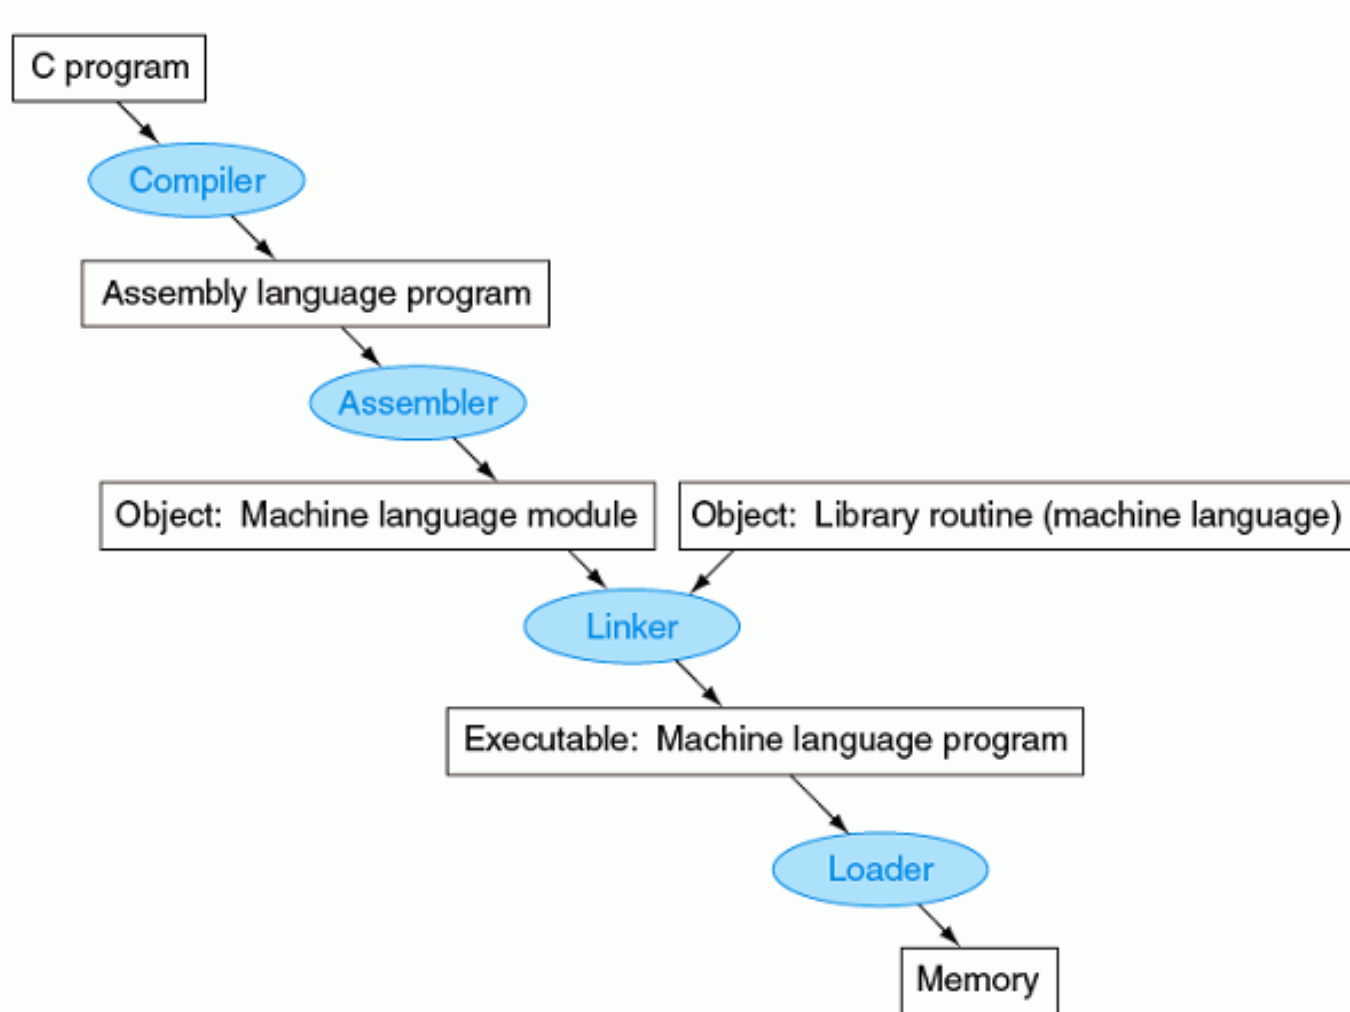 C program
Compiler
Assembly language program
Assembler
Object: Machine language module
Object: Library routine (machine language)
Linker
Executable: Machine language program
Loader
Memory